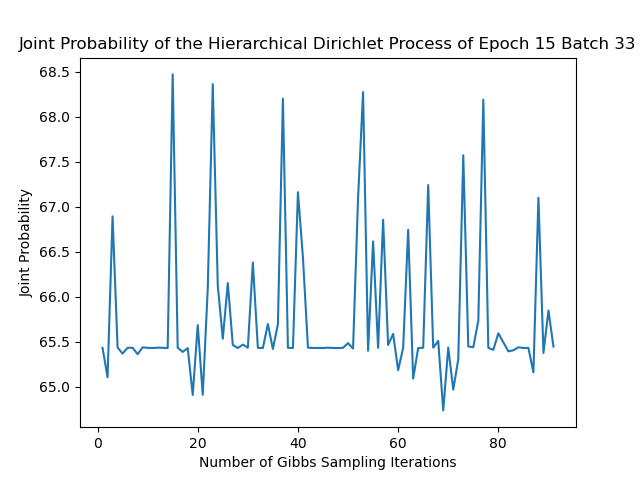 Joint Probability of the Hierarchical Dirichlet Process of Epoch 15 Batch 33
68.5
68.0
67.5
67.0
66.5
66.0
65.5
65.0
Joint Probability
0 20 40 60 80
Number of Gibbs Sampling Iterations